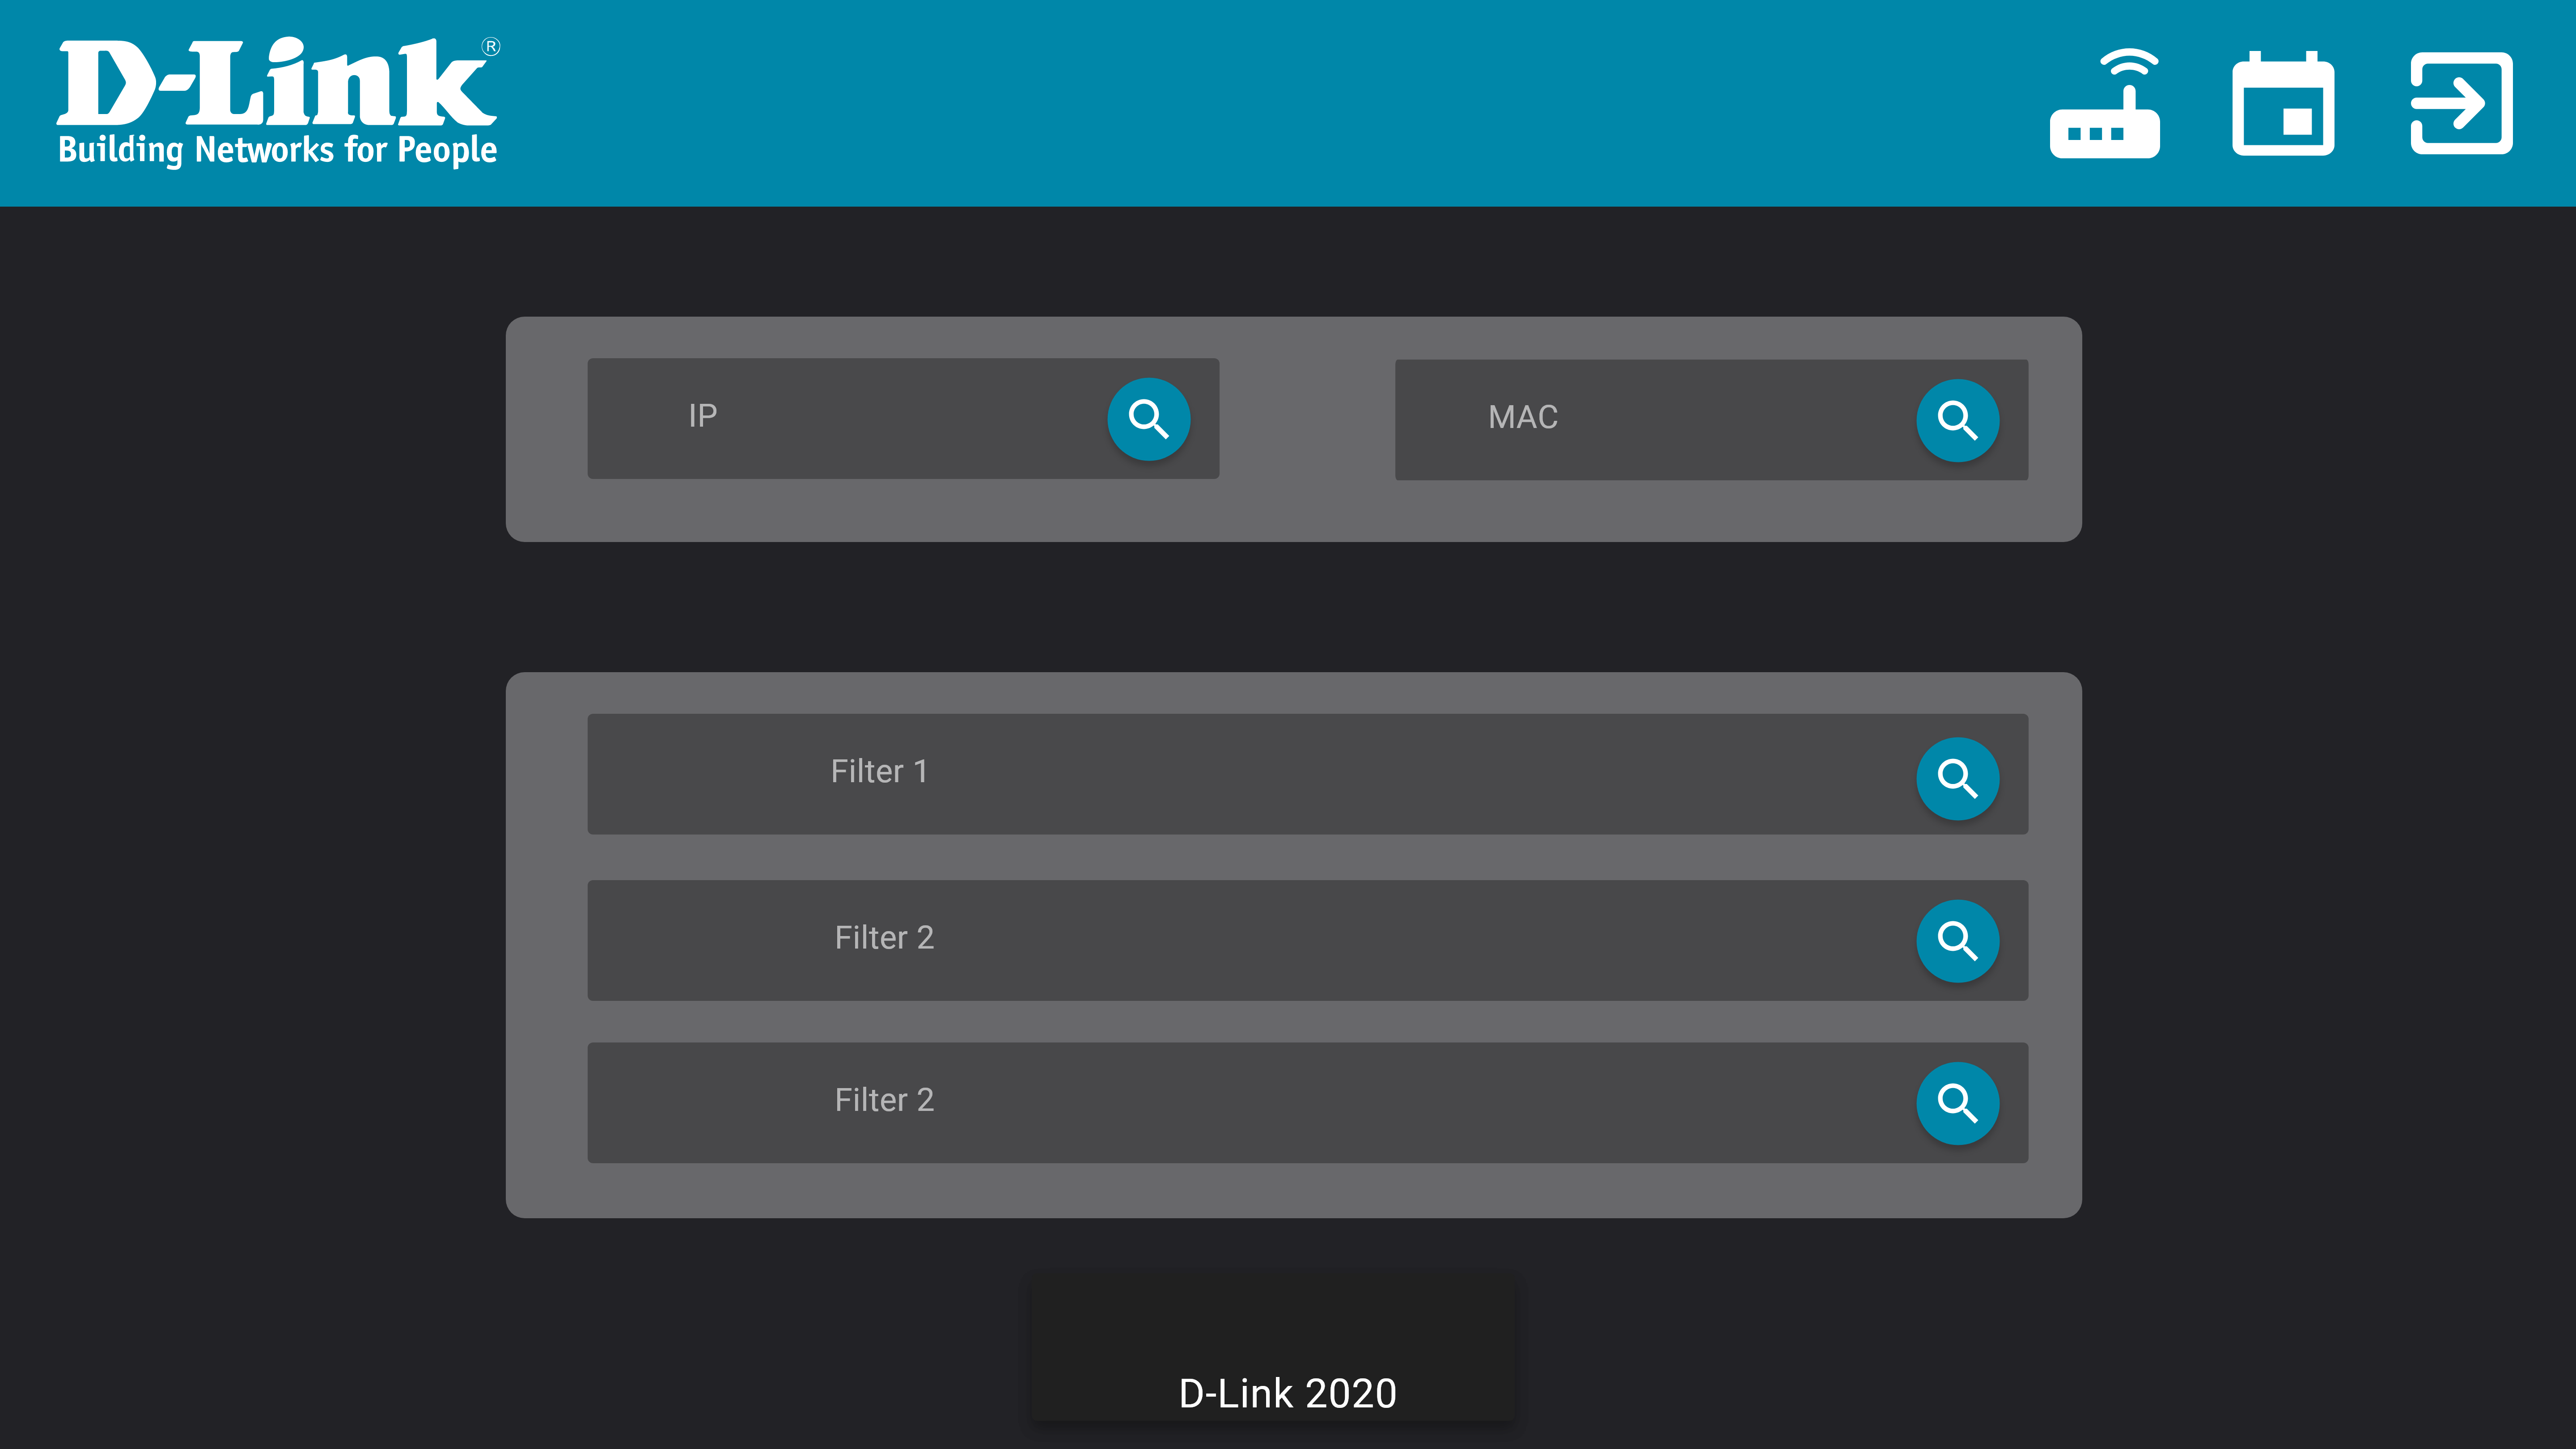 D-Link®
Building Networks for People
IP
MAC
Filter 1
Filter 2
Filter 2
D-Link 2020